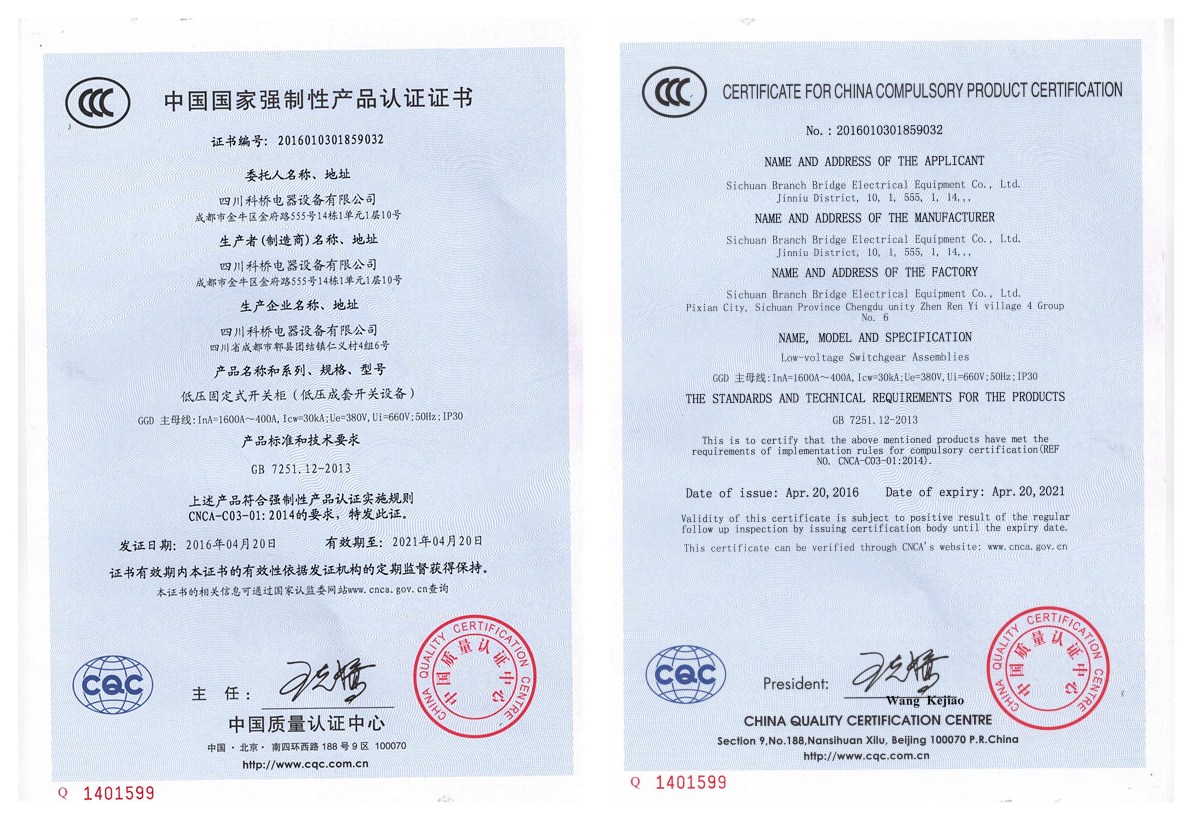 中国国家强制性产品认证证书
证书编号: 2016010301859032
委托人名称、地址
四川科桥电器设备有限公司
成都市金牛区金府路555号14栋1单元1层10号
生产者(制造商)名称、地址
四川科桥电器设备有限公司
成都市金牛区金府路555号14栋1单元1层10号
生产企业名称、地址
四川科桥电器设备有限公司
四川省成都市郫县团结镇仁义村4组6号
产品名称和系列、规格、型号
低压固定式开关柜(低压成套开关设备)
GGD 主母线:InA=1600A~400A,Icw=30kA;Ue=380V,Ui=660V;50Hz;IP30
产品标准和技术要求
GB 7251.12-2013
上述产品符合强制性产品认证实施规则
CNCA-C03-01:2014的要求，特发此证。
发证日期: 2016年04月20日 有效期至: 2021年04月20日
证书有效期内本证书的有效性依据发证机构的定期监督获得保持。
本证书的相关信息可通过国家认监委网站www.cnca.gov.cn查询
CQC
主 任:
中国质量认证中心
中国·北京·南四环西路188号9区 100070
http://www.cqc.com.cn
CHINA QUALITY CERTIFICATION CENTRE
中国质量认证中心
Q 1401599
CCC
CERTIFICATE FOR CHINA COMPULSORY PRODUCT CERTIFICATION
No.: 2016010301859032
NAME AND ADDRESS OF THE APPLICANT
Sichuan Branch Bridge Electrical Equipment Co., Ltd.
Jinniu District, 10, 1, 555, 1, 14,,,
NAME AND ADDRESS OF THE MANUFACTURER
Sichuan Branch Bridge Electrical Equipment Co., Ltd.
Jinniu District, 10, 1, 555, 1, 14,,,
NAME AND ADDRESS OF THE FACTORY
Sichuan Branch Bridge Electrical Equipment Co., Ltd.
Pixian City, Sichuan Province Chengdu unity Zhen Ren Yi village 4 Group
No. 6
NAME, MODEL AND SPECIFICATION
Low-voltage Switchgear Assemblies
GGD 主母线:InA=1600A~400A,Icw=30kA;Ue=380V,Ui=660V;50Hz;IP30
THE STANDARDS AND TECHNICAL REQUIREMENTS FOR THE PRODUCTS
GB 7251.12-2013
This is to certify that the above mentioned products have met the
requirements of implementation rules for compulsory certification(REF
NO. CNCA-C03-01:2014).
Date of issue: Apr.20,2016 Date of expiry: Apr.20,2021
Validity of this certificate is subject to positive result of the regular
follow up inspection by issuing certification body until the expiry date.
This certificate can be verified through CNCA's website: www.cnca.gov.cn
CQC
President:
Wang Kejiao
CHINA QUALITY CERTIFICATION CENTRE
Section 9,No.188,Nansihuan Xilu, Beijing 100070 P.R.China
http://www.cqc.com.cn
CHINA QUALITY CERTIFICATION CENTRE
中国质量认证中心
Q 1401599